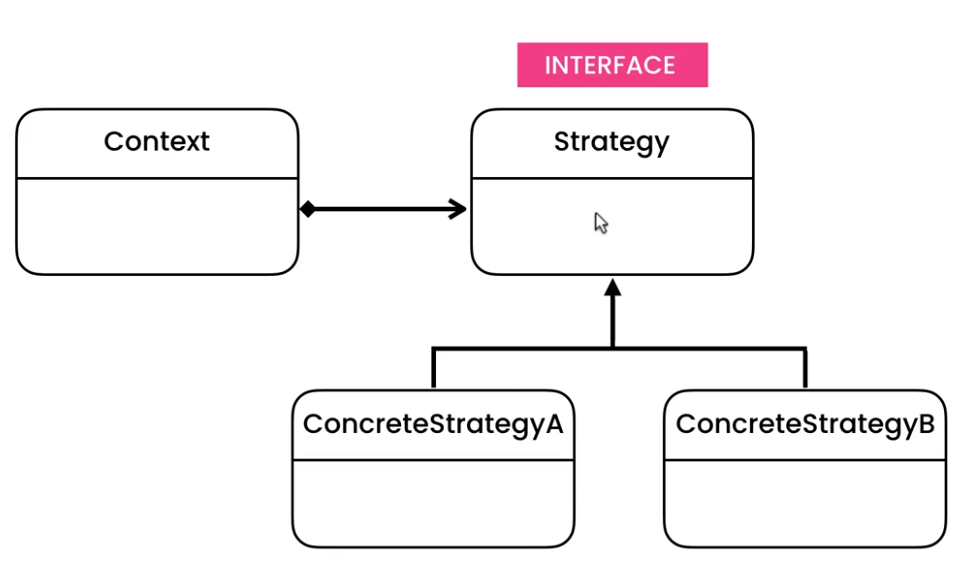 INTERFACE
Context
Strategy
ConcreteStrategyA
ConcreteStrategyB